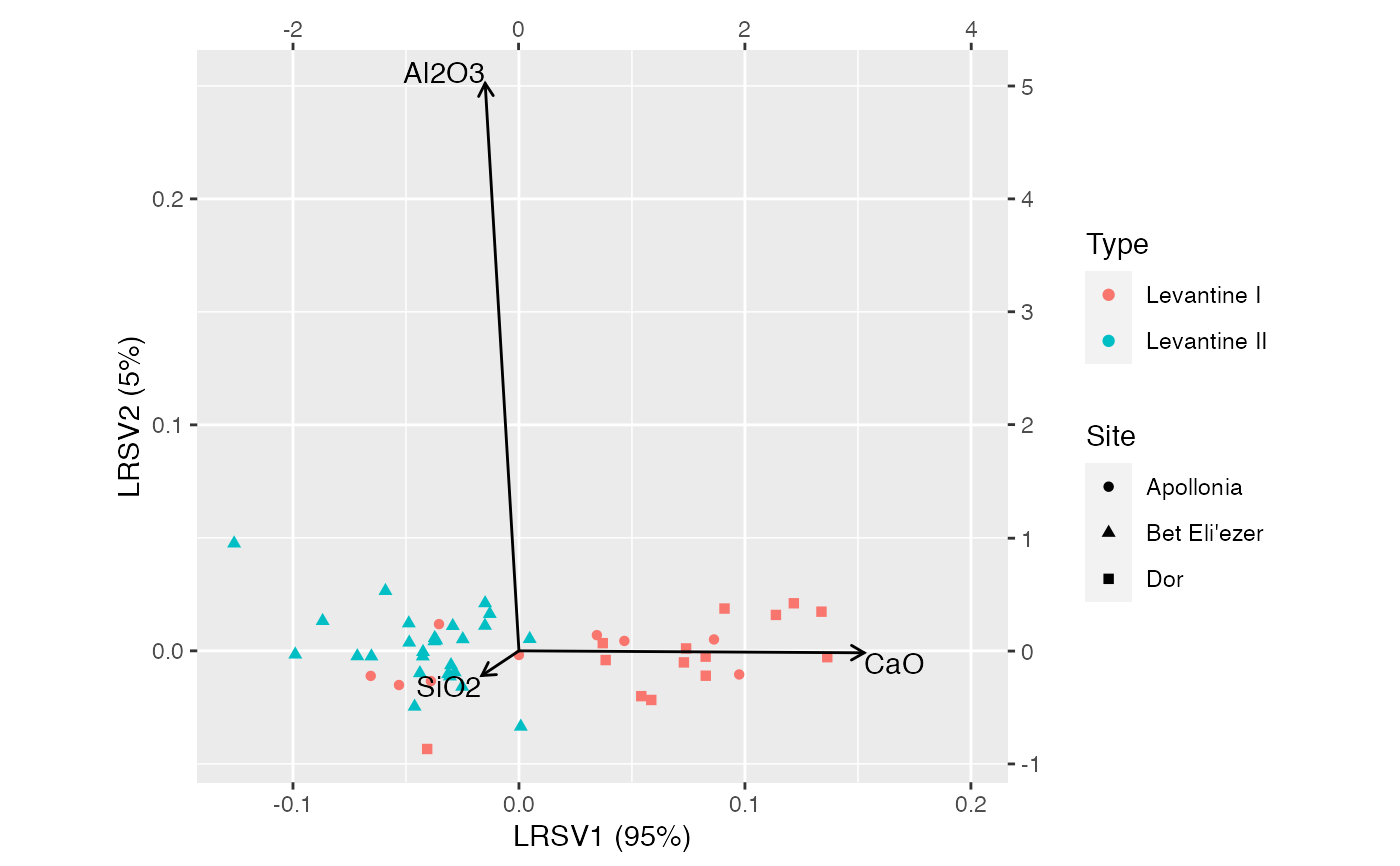 -2 0 2 4
Al2O3
5
0.2 4
3
0.1 2
1
0.0 0
CaO
SiO2
-1
-0.1 0.0 0.1 0.2
LRSV1 (95%)
LRSV2 (5%)
Type
Levantine I
Levantine II
Site
Apollonia
Bet Eli'ezer
Dor